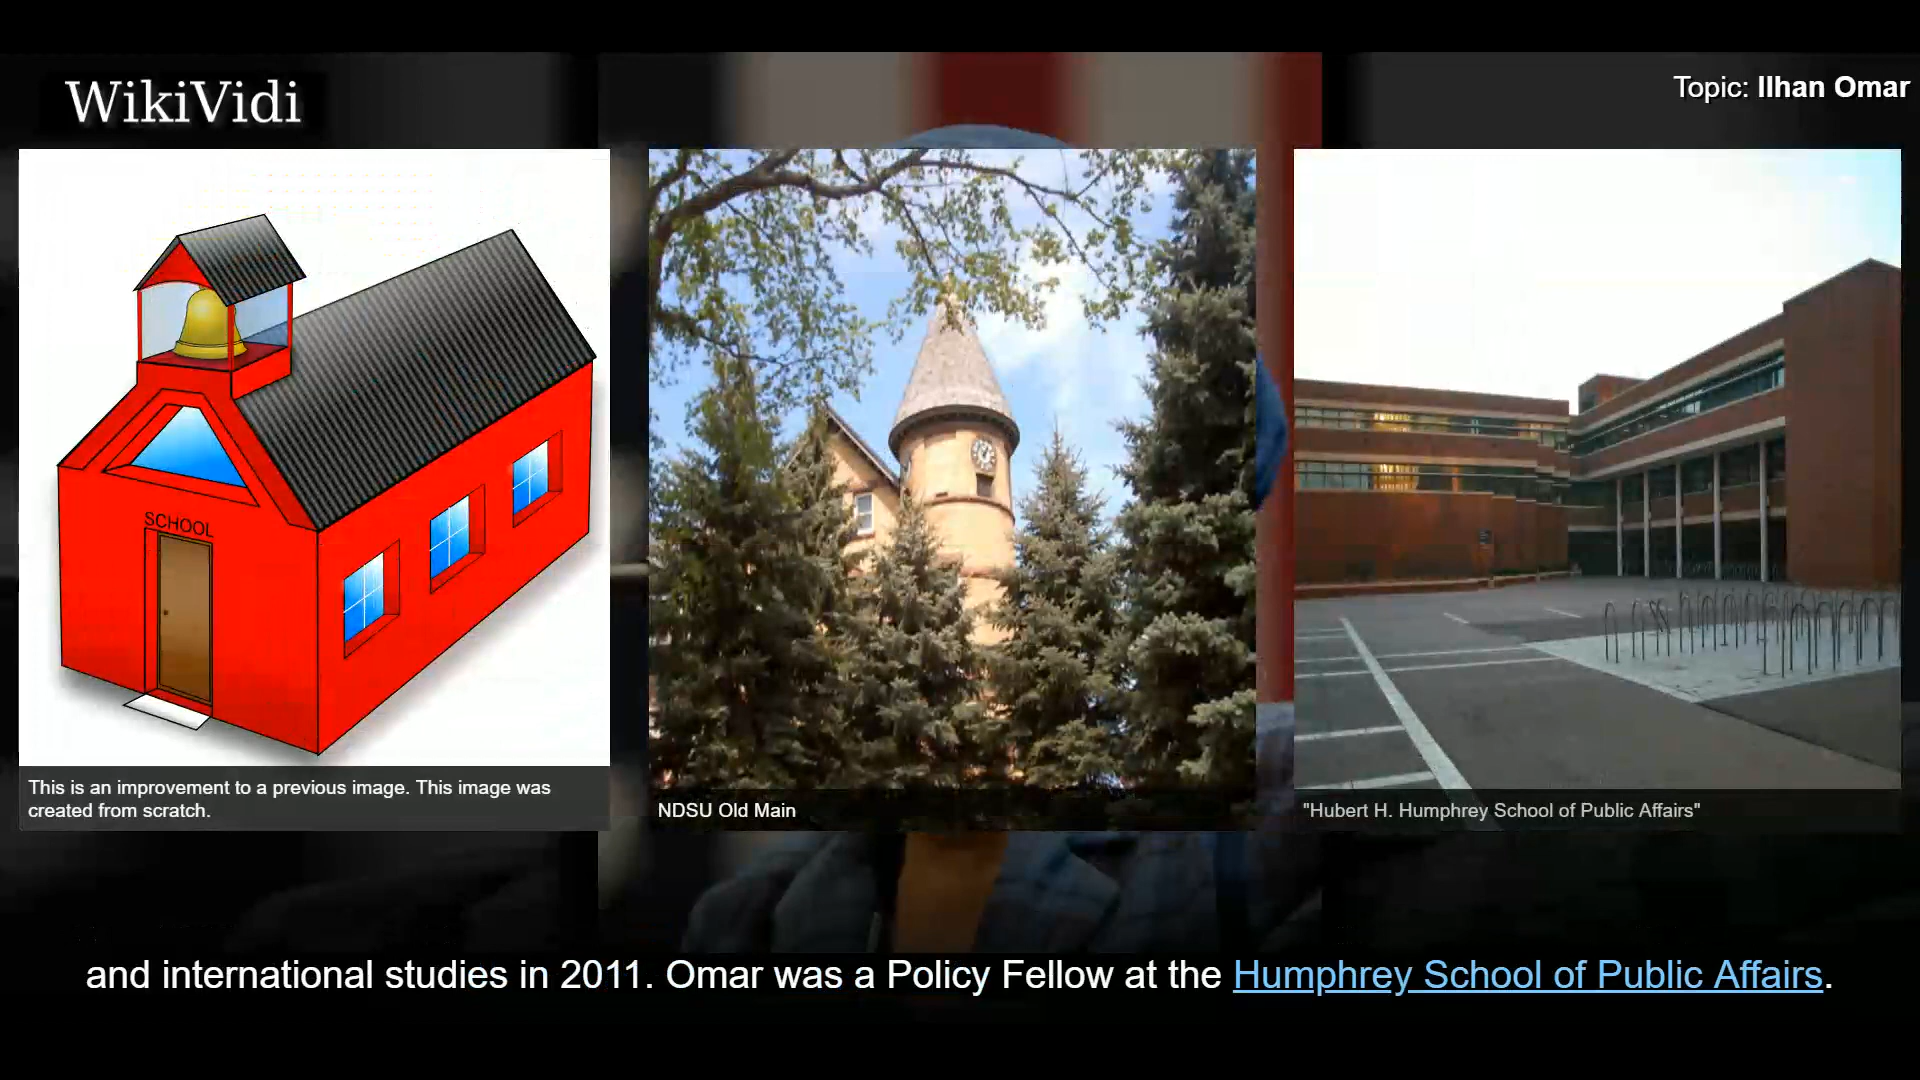 WikiVidi
Topic: Ilhan Omar
SCHOOL
This is an improvement to a previous image. This image was
created from scratch.
NDSU Old Main
"Hubert H. Humphrey School of Public Affairs"
and international studies in 2011. Omar was a Policy Fellow at the Humphrey School of Public Affairs.